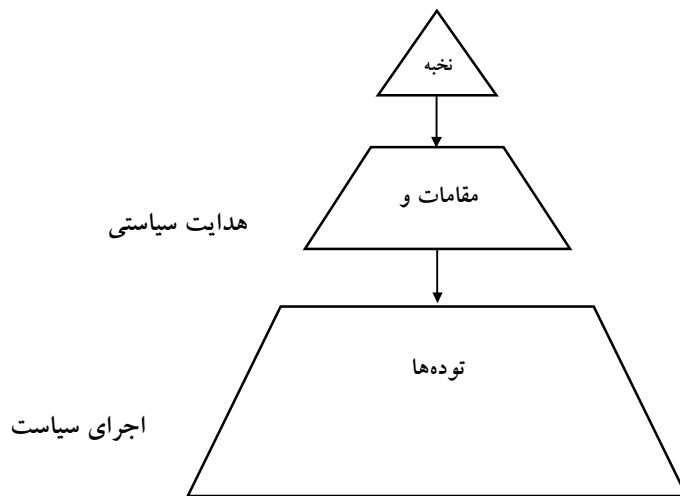 نخبه
مقامات و
هدایت سیاستی
توده‌ها
اجرای سیاست